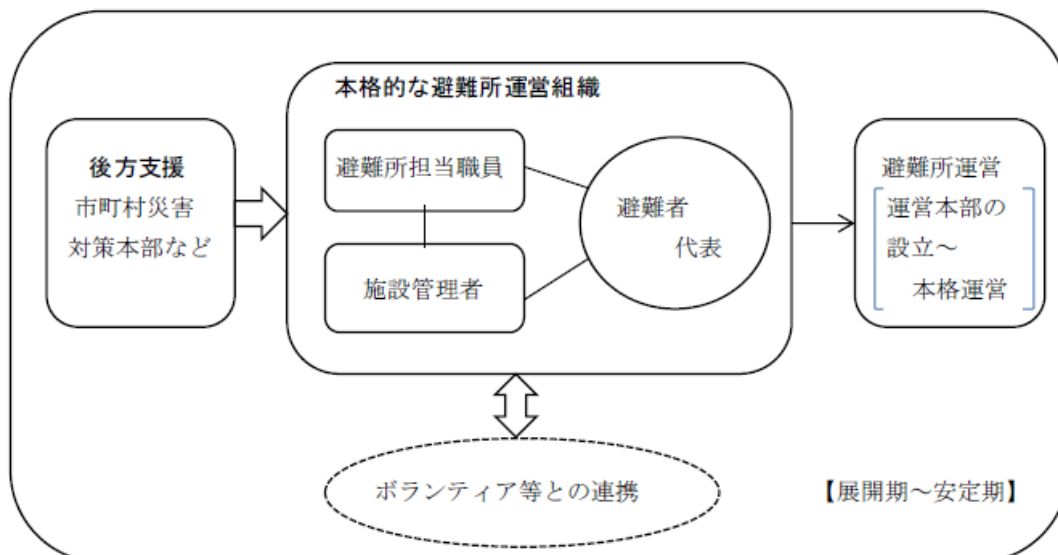 本格的な避難所運営組織
後方支援
市町村災害
対策本部など
避難所担当職員
施設管理者
避難者
代表
避難所運営
運営本部の
設立～
本格運営
ボランティア等との連携
【展開期～安定期】